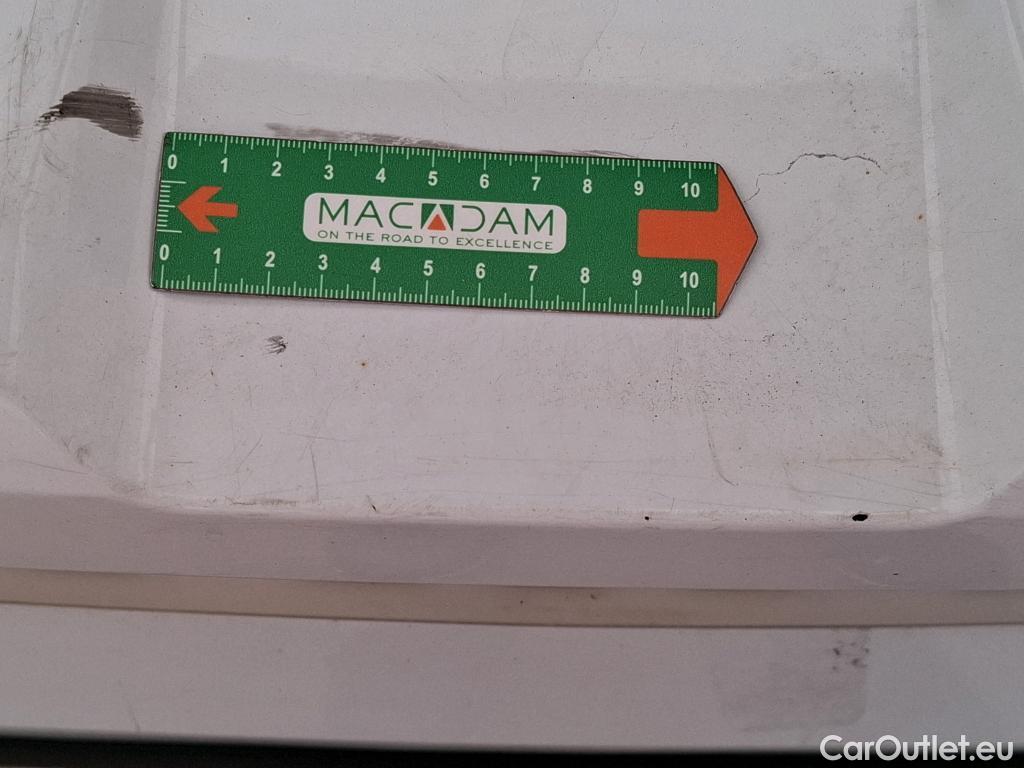 0 1 2 3 4 5 6 7 8 9 10
MACADAM
ON THE ROAD TO EXCELLENCE
0 1 2 3 4 5 6 7 8 9 10
CarOutlet.eu